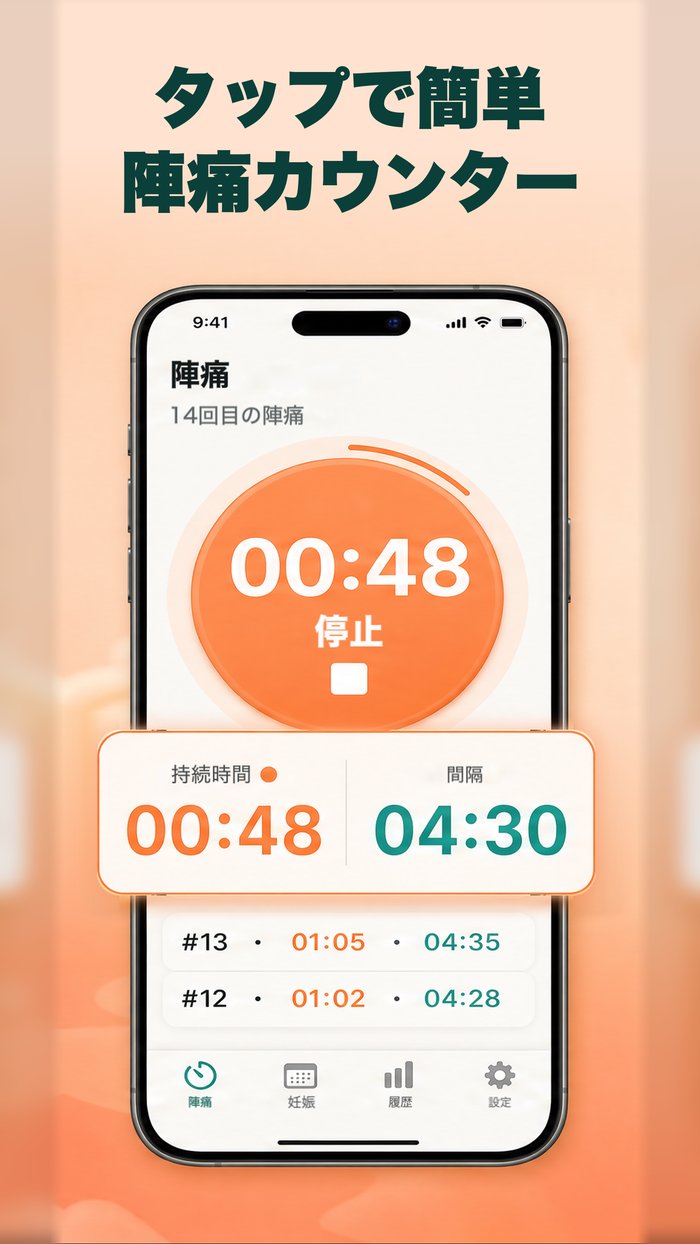 タップで簡単
陣痛カウンター
9:41
陣痛
14回目の陣痛
00:48
停止
持続時間
間隔
00:48
04:30
#13 • 01:05 • 04:35
#12 • 01:02 • 04:28
陣痛
妊娠
履歴
設定